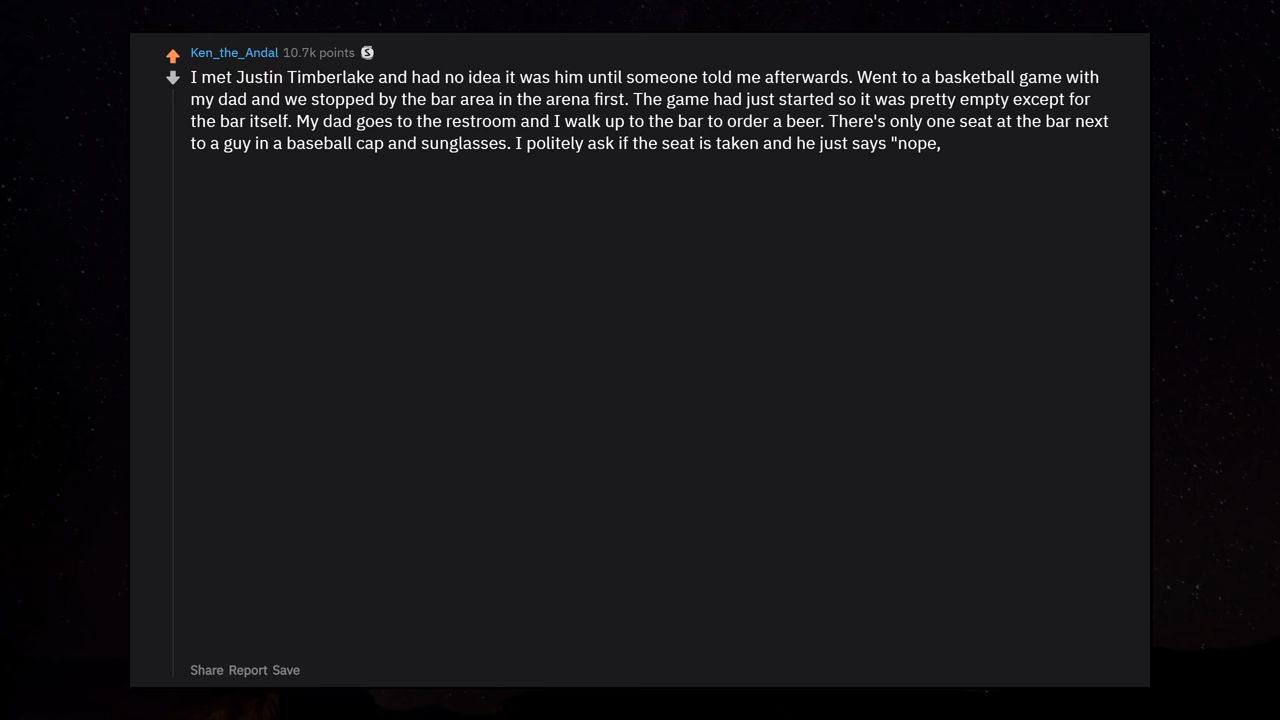 Ken_the_Andal 10.7k points
I met Justin Timberlake and had no idea it was him until someone told me afterwards. Went to a basketball game with
my dad and we stopped by the bar area in the arena first. The game had just started so it was pretty empty except for
the bar itself. My dad goes to the restroom and I walk up to the bar to order a beer. There's only one seat at the bar next
to a guy in a baseball cap and sunglasses. I politely ask if the seat is taken and he just says "nope,
Share Report Save